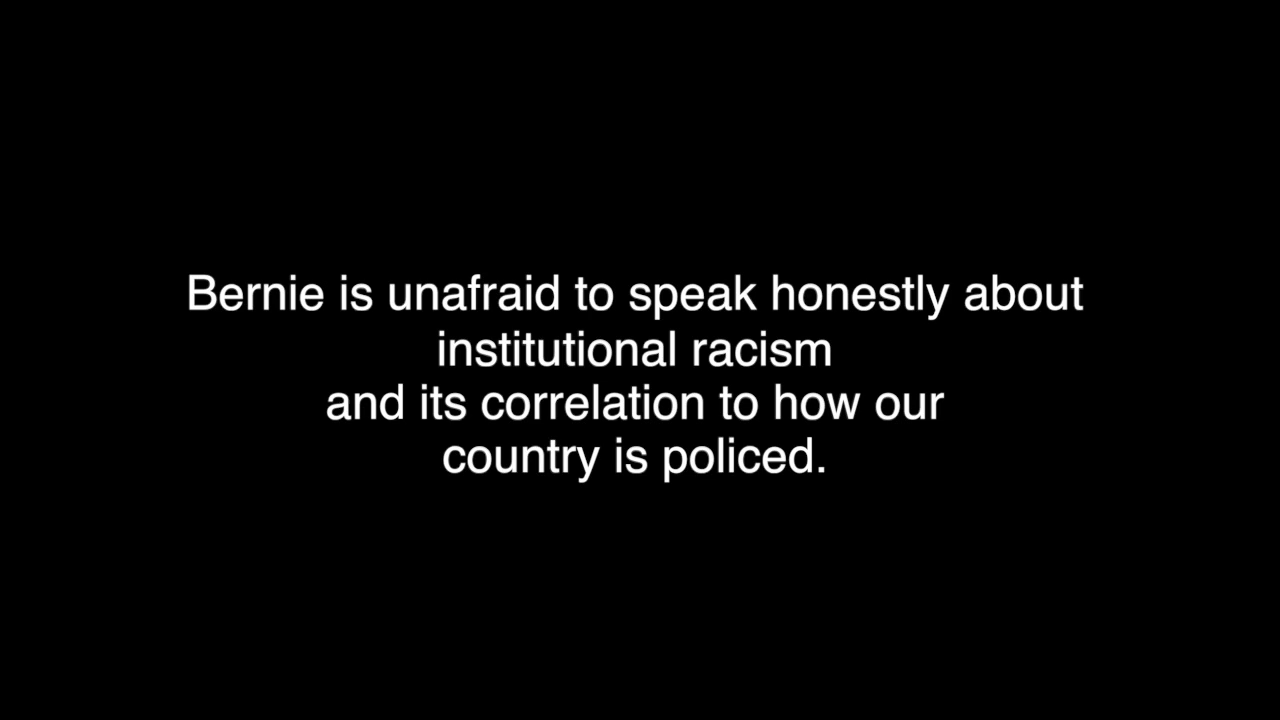 Bernie is unafraid to speak honestly about
institutional racism
and its correlation to how our
country is policed.